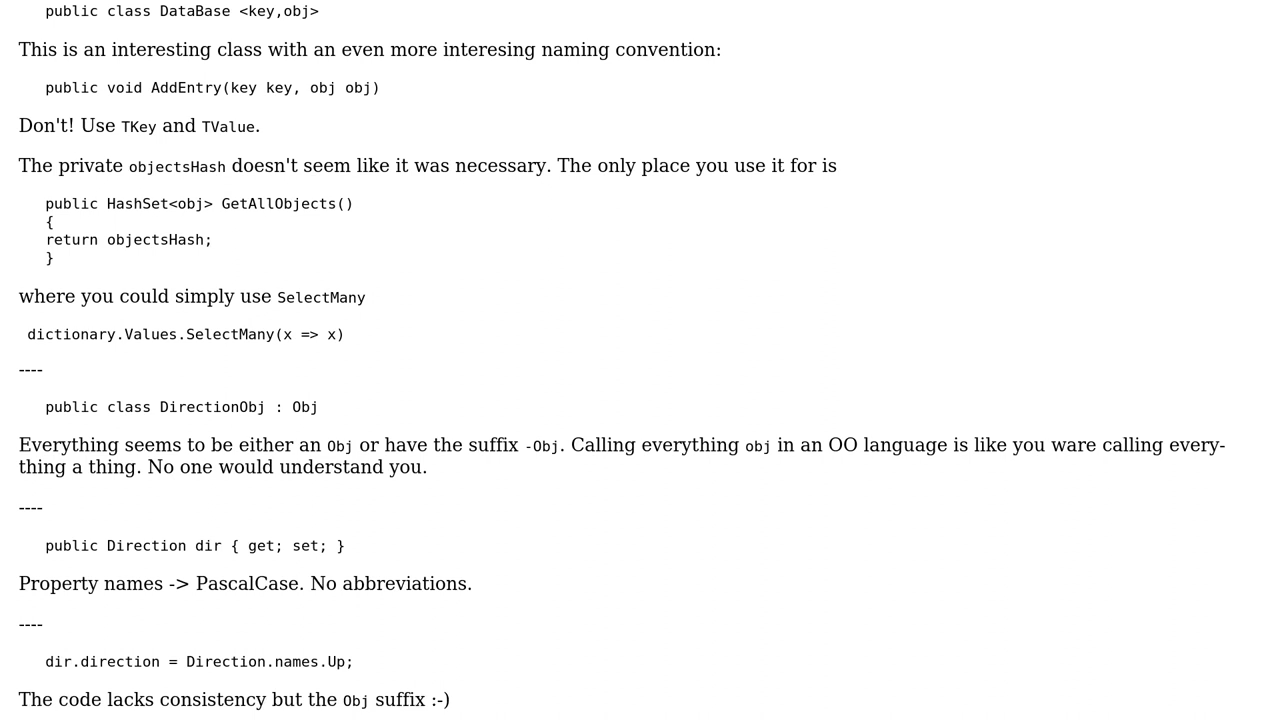 public class DataBase <key,obj>
This is an interesting class with an even more interesing naming convention:
public void AddEntry(key key, obj obj)
Don't! Use TKey and TValue.
The private objectsHash doesn't seem like it was necessary. The only place you use it for is
public HashSet<obj> GetAllObjects()
{
return objectsHash;
}
where you could simply use SelectMany
dictionary.Values.SelectMany(x => x)
----
public class DirectionObj : Obj
Everything seems to be either an Obj or have the suffix -Obj. Calling everything obj in an OO language is like you ware calling every-
thing a thing. No one would understand you.
----
public Direction dir { get; set; }
Property names -> PascalCase. No abbreviations.
----
dir.direction = Direction.names.Up;
The code lacks consistency but the Obj suffix :-)